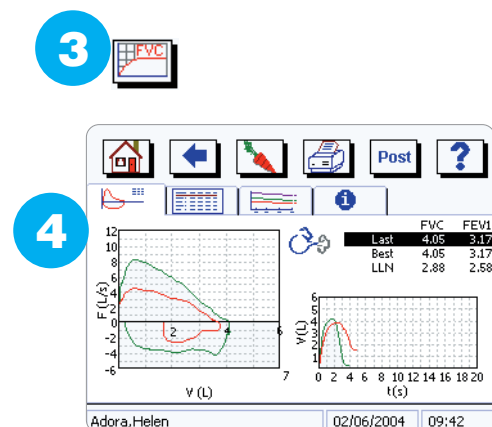 3
FVC
4
Post ?
i
FVC FEV1
Last 4.05 3.17
Best 4.05 3.17
LLN 2.88 2.58
F (L/s)
12
10
8
6
4
2
0
-2
-4
-6
2 4 6 7
V (L)
V(L)
6
5
4
3
2
1
0 2 4 6 8 10 12 14 16 18 20
t(s)
Adora,Helen 02/06/2004 09:42